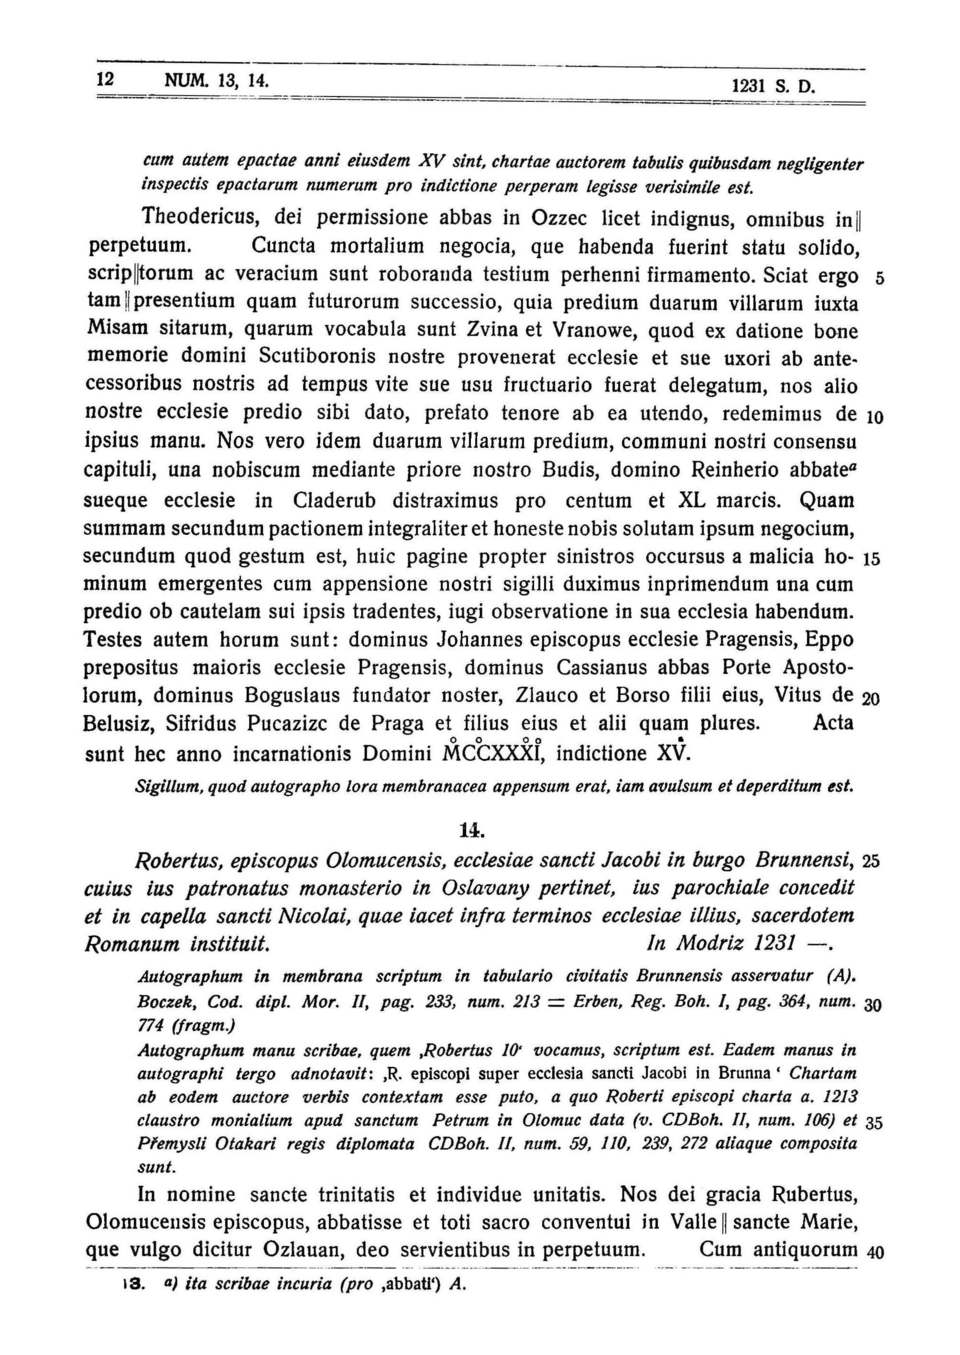 12 NUM. 13, 14. 1231 S. D.
cum autem epactae anni eiusdem XV sint, chartae auctorem tabulis quibusdam negligenter
inspectis epactarum numerum pro indictione perperam legisse verisimile est.
Theodericus, dei permissione abbas in Ozzec licet indignus, omnibus in||
perpetuum. Cuncta mortalium negocia, que habenda fuerint statu solido,
scrip||torum ac veracium sunt roboranda testium perhenni firmamento. Sciat ergo 5
tam||presentium quam futurorum successio, quia predium duarum villarum iuxta
Misam sitarum, quarum vocabula sunt Zvina et Vranowe, quod ex datione bone
memorie domini Scutiboronis nostre provenerat ecclesie et sue uxori ab ante-
cessoribus nostris ad tempus vite sue usu fructuario fuerat delegatum, nos alio
nostre ecclesie predio sibi dato, prefato tenore ab ea utendo, redemimus de 10
ipsius manu. Nos vero idem duarum villarum predium, communi nostri consensu
capituli, una nobiscum mediante priore nostro Budis, domino Reinherio abbateᵃ
sueque ecclesie in Claderub distraximus pro centum et XL marcis. Quam
summam secundum pactionem integraliter et honeste nobis solutam ipsum negocium,
secundum quod gestum est, huic pagine propter sinistros occursus a malicia ho- 15
minum emergentes cum appensione nostri sigilli duximus inprimendum una cum
predio ob cautelam sui ipsis tradentes, iugi observatione in sua ecclesia habendum.
Testes autem horum sunt: dominus Johannes episcopus ecclesie Pragensis, Eppo
prepositus maioris ecclesie Pragensis, dominus Cassianus abbas Porte Aposto-
lorum, dominus Boguslaus fundator noster, Zlauco et Borso filii eius, Vitus de 20
Belusiz, Sifridus Pucazizc de Praga et filius eius et alii quam plures. Acta
sunt hec anno incarnationis Domini M̊CC̊XXX̊I̊, indictione XV̇.
Sigillum, quod autographo lora membranacea appensum erat, iam avulsum et deperditum est.
14.
Robertus, episcopus Olomucensis, ecclesiae sancti Jacobi in burgo Brunnensi, 25
cuius ius patronatus monasterio in Oslavany pertinet, ius parochiale concedit
et in capella sancti Nicolai, quae iacet infra terminos ecclesiae illius, sacerdotem
Romanum instituit. In Modriz 1231 —.
Autographum in membrana scriptum in tabulario civitatis Brunnensis asservatur (A).
Boczek, Cod. dipl. Mor. II, pag. 233, num. 213 = Erben, Reg. Boh. I, pag. 364, num. 30
774 (fragm.)
Autographum manu scribae, quem ‚Robertus 10‘ vocamus, scriptum est. Eadem manus in
autographi tergo adnotavit: ‚R. episcopi super ecclesia sancti Jacobi in Brunna‘ Chartam
ab eodem auctore verbis contextam esse puto, a quo Roberti episcopi charta a. 1213
claustro monialium apud sanctum Petrum in Olomuc data (v. CDBoh. II, num. 106) et 35
Přemysli Otakari regis diplomata CDBoh. II, num. 59, 110, 239, 272 aliaque composita
sunt.
In nomine sancte trinitatis et individue unitatis. Nos dei gracia Rubertus,
Olomucensis episcopus, abbatisse et toti sacro conventui in Valle||sancte Marie,
que vulgo dicitur Ozlauan, deo servientibus in perpetuum. Cum antiquorum 40
13. ᵃ) ita scribae incuria (pro ‚abbati‘) A.